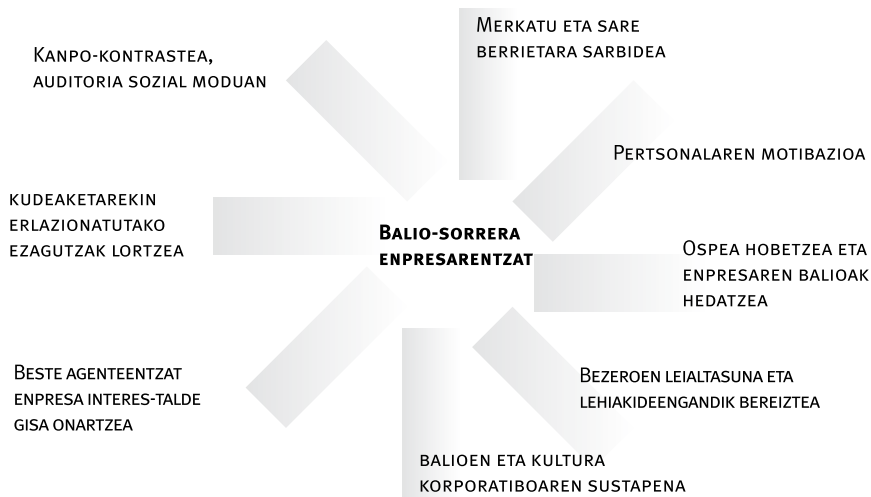 Merkatu eta sare
berrietara sarbidea
Kanpo-kontrastea,
auditoria sozial moduan
Pertsonalaren motibazioa
kudeaketarekin
erlazionatutako
ezagutzak lortzea
Balio-sorrera
enpresarentzat
Ospea hobetzea eta
enpresaren balioak
hedatzea
Beste agenteentzat
enpresa interes-talde
gisa onartzea
Bezeroen leialtasuna eta
lehiakideengandik bereiztea
balioen eta kultura
korporatiboaren sustapena